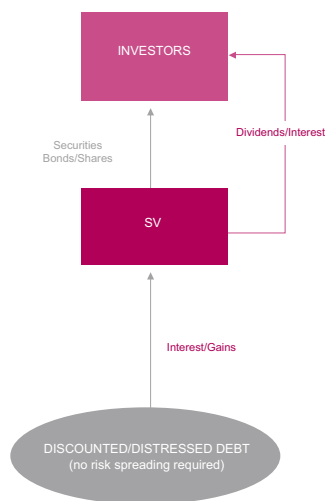 INVESTORS
Securities
Bonds/Shares
Dividends/Interest
SV
Interest/Gains
DISCOUNTED/DISTRESSED DEBT
(no risk spreading required)